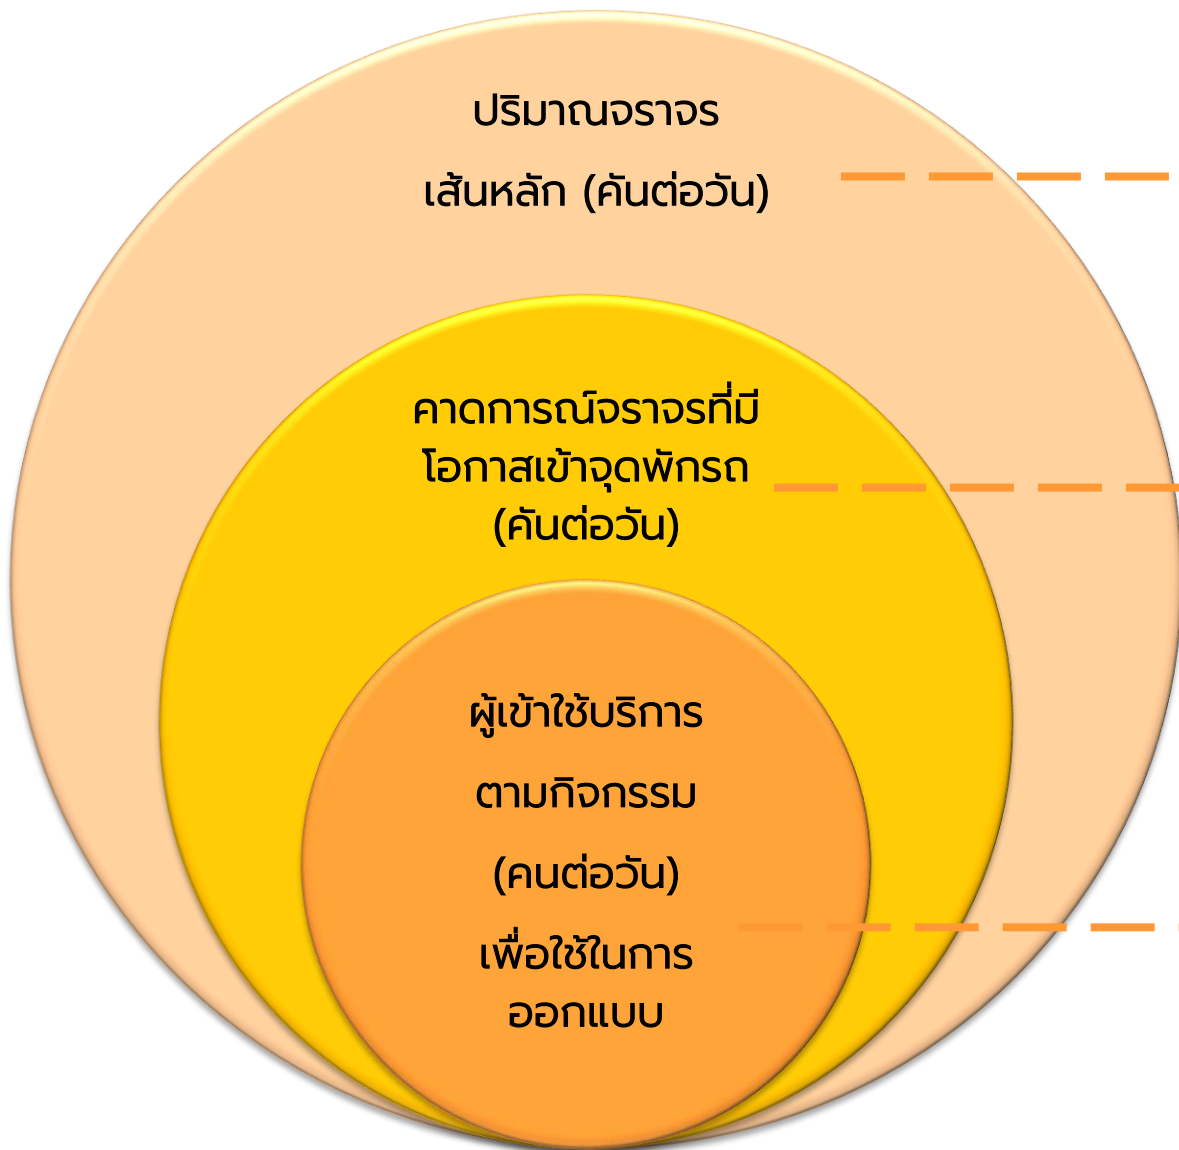 ปริมาณจราจร
เส้นหลัก (คันต่อวัน)
คาดการณ์จราจรที่มี
โอกาสเข้าจุดพักรถ
(คันต่อวัน)
ผู้เข้าใช้บริการ
ตามกิจกรรม
(คนต่อวัน)
เพื่อใช้ในการ
ออกแบบ